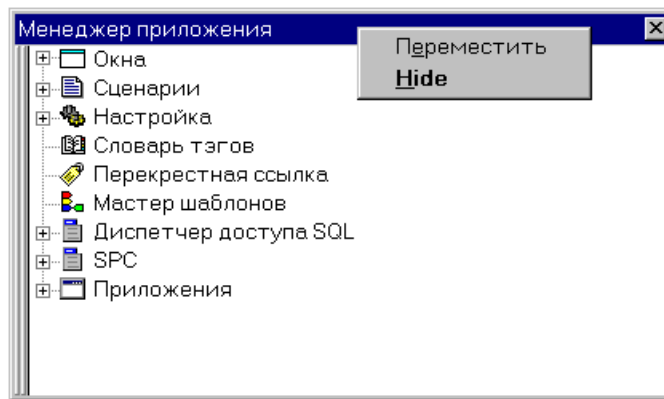 Менеджер приложения
Переместить
Hide
Окна
Сценарии
Настройка
Словарь тэгов
Перекрестная ссылка
Мастер шаблонов
Диспетчер доступа SQL
SPC
Приложения